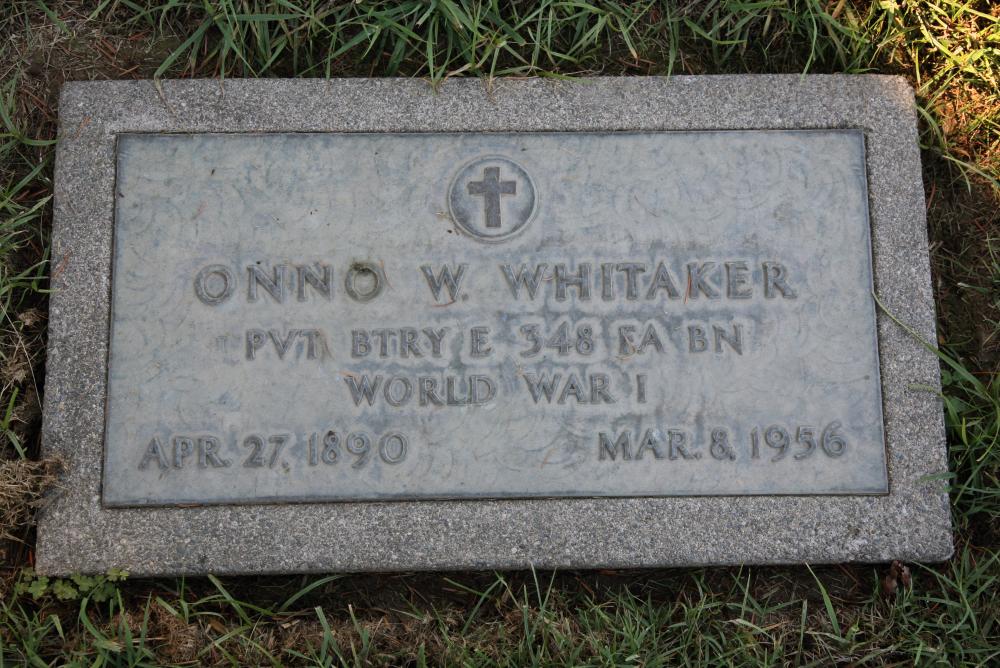 ONNO W. WHITAKER
PVT BTRY E 348 FA BN
WORLD WAR I
APR. 27, 1890 MAR. 8, 1956